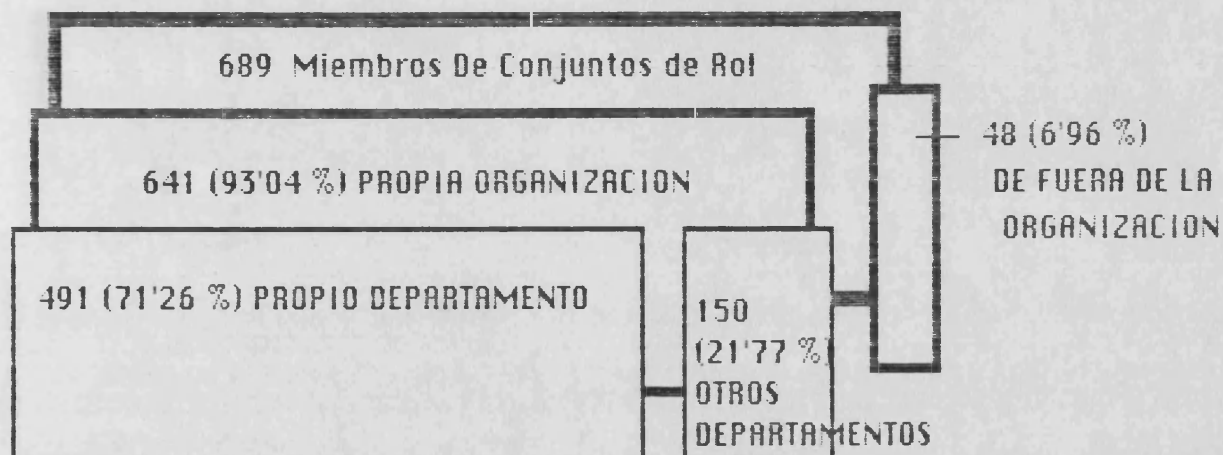 689 Miembros De Conjuntos de Rol
641 (93'04 %) PROPIA ORGANIZACION
48 (6'96 %)
DE FUERA DE LA
ORGANIZACION
491 (71'26 %) PROPIO DEPARTAMENTO
150
(21'77 %)
OTROS
DEPARTAMENTOS